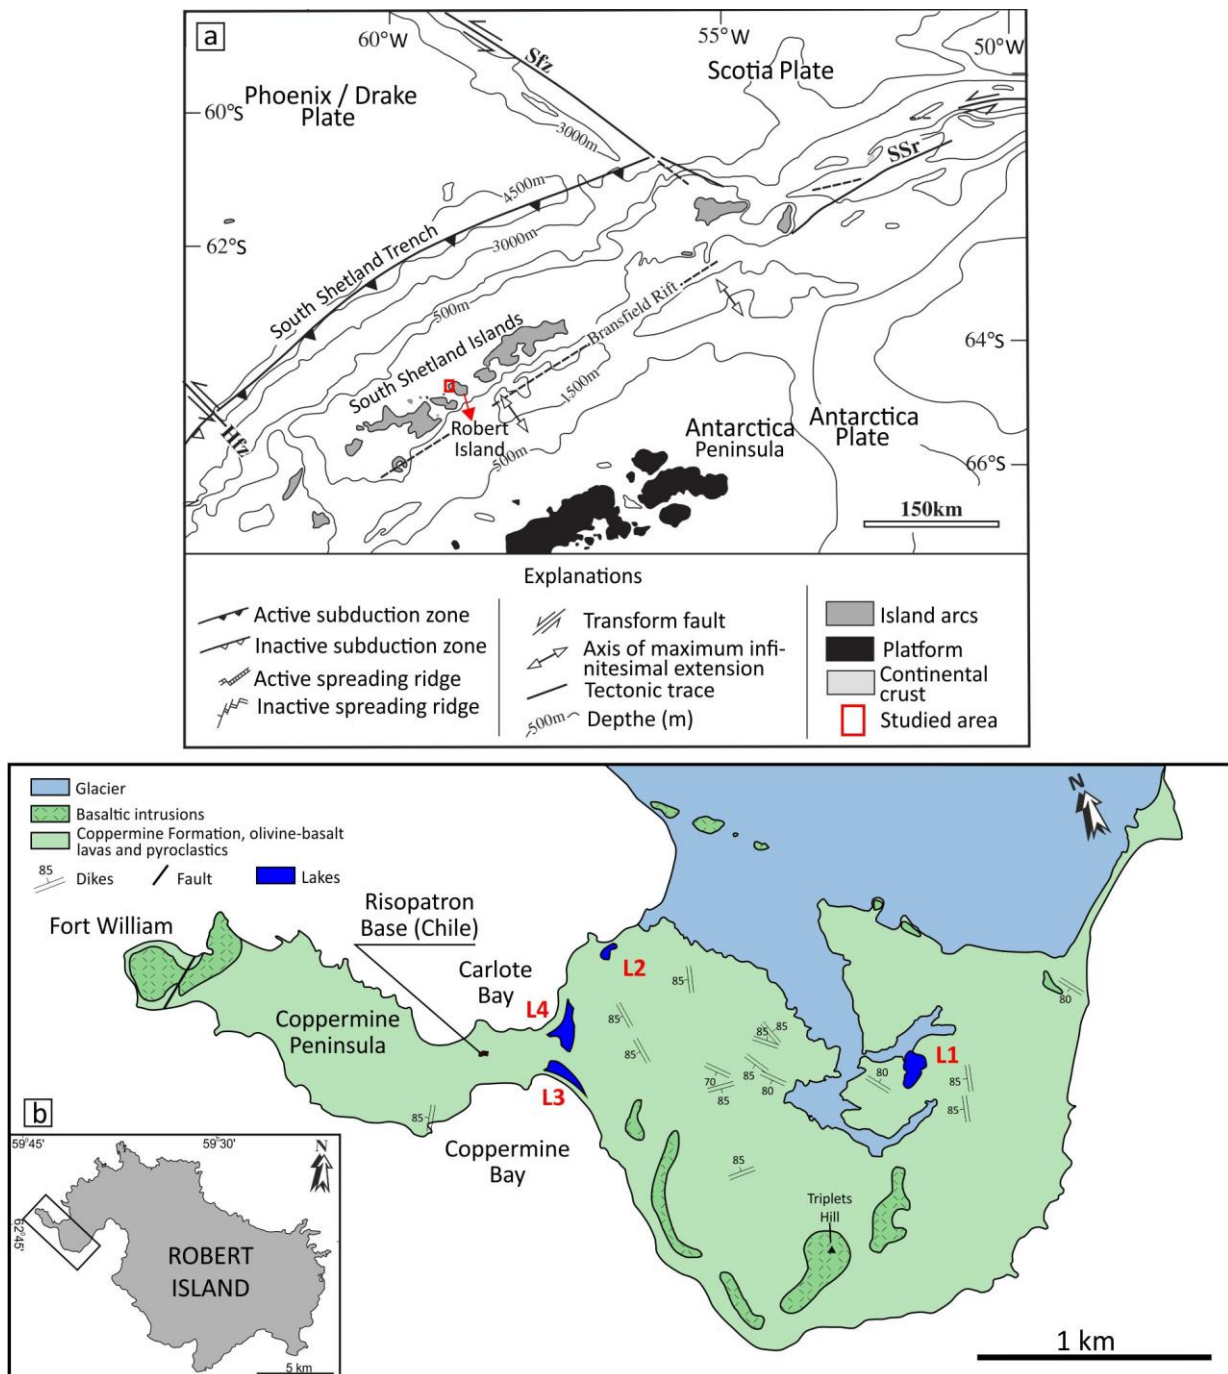 a
60°W
55°W
50°W
Sfz
Scotia Plate
Phoenix / Drake
Plate
60°S
3000m
SSr
4500m
62°S
3000m
South Shetland Trench
500m
Bransfield Rift
64°S
South Shetland Islands
1500m
Robert
Island
Hfz
500m
Antarctica
Peninsula
Antarctica
Plate
66°S
150km
Explanations
Active subduction zone
Inactive subduction zone
Active spreading ridge
Inactive spreading ridge
Transform fault
Axis of maximum infi-
nitesimal extension
Tectonic trace
-500m Depthe (m)
Island arcs
Platform
Continental
crust
Studied area
Glacier
Basaltic intrusions
Coppermine Formation, olivine-basalt
lavas and pyroclastics
85 Dikes
Fault
Lakes
N
Risopatron
Base (Chile)
Fort William
Carlote
Bay
L2
L4
85
80
Coppermine
Peninsula
85
85
85
85
L1
L3
70
85
80
85
80
85
85
85
Coppermine
Bay
85
Triplets
Hill
1 km
b
59°45'
59°30'
N
62°45'
ROBERT
ISLAND
5 km